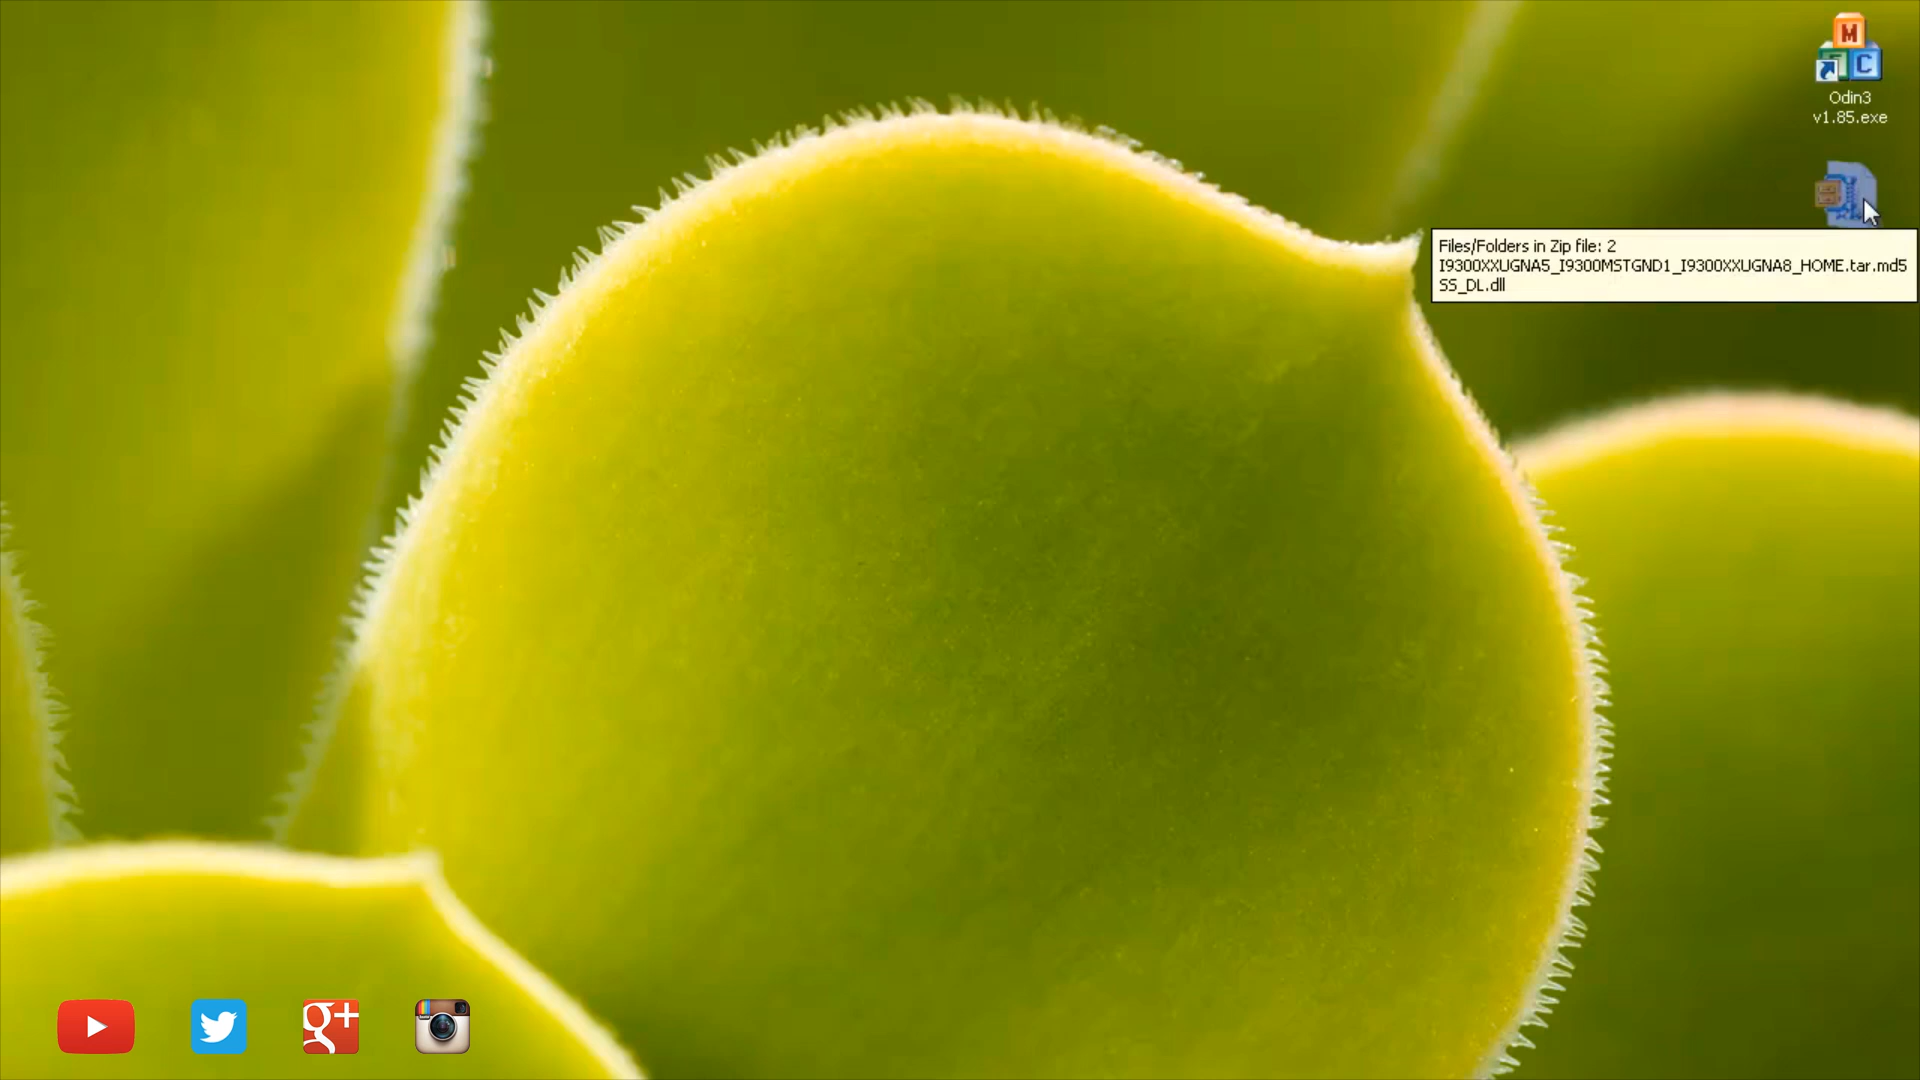 M
C
Odin3
v1.85.exe
Files/Folders in Zip file: 2
I9300XXUGNA5_I9300MSTGND1_I9300XXUGNA8_HOME.tar.md5
SS_DL.dll
g+